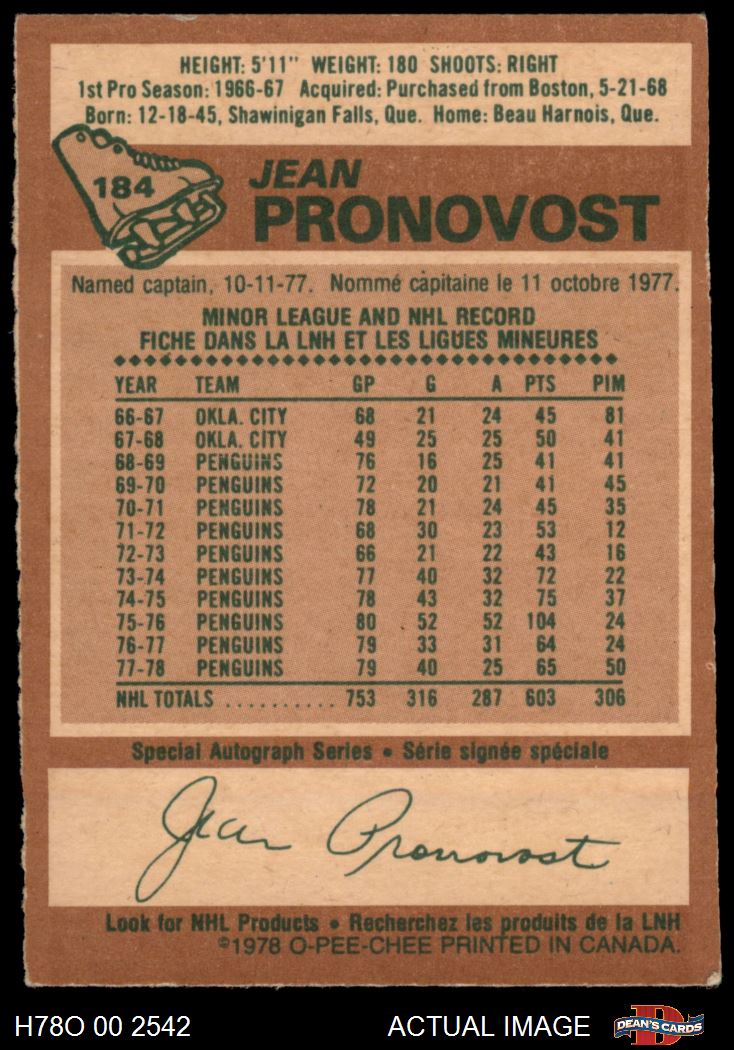 HEIGHT: 5'11" WEIGHT: 180 SHOOTS: RIGHT
1st Pro Season: 1966-67 Acquired: Purchased from Boston, 5-21-68
Born: 12-18-45, Shawinigan Falls, Que. Home: Beau Harnois, Que.
184
JEAN
PRONOVOST
Named captain, 10-11-77. Nommé capitaine le 11 octobre 1977.
MINOR LEAGUE AND NHL RECORD
FICHE DANS LA LNH ET LES LIGUES MINEURES
YEAR TEAM GP G A PTS PIM
66-67 OKLA. CITY 68 21 24 45 81
67-68 OKLA. CITY 49 25 25 50 41
68-69 PENGUINS 76 16 25 41 41
69-70 PENGUINS 72 20 21 41 45
70-71 PENGUINS 78 21 24 45 35
71-72 PENGUINS 68 30 23 53 12
72-73 PENGUINS 66 21 22 43 16
73-74 PENGUINS 77 40 32 72 22
74-75 PENGUINS 78 43 32 75 37
75-76 PENGUINS 80 52 52 104 24
76-77 PENGUINS 79 33 31 64 24
77-78 PENGUINS 79 40 25 65 50
NHL TOTALS .......... 753 316 287 603 306
Special Autograph Series • Série signée spéciale
Jean Pronovost
Look for NHL Products • Recherchez les produits de la LNH
©1978 O-PEE-CHEE PRINTED IN CANADA.
H78O 00 2542 ACTUAL IMAGE D DEAN'S CARDS